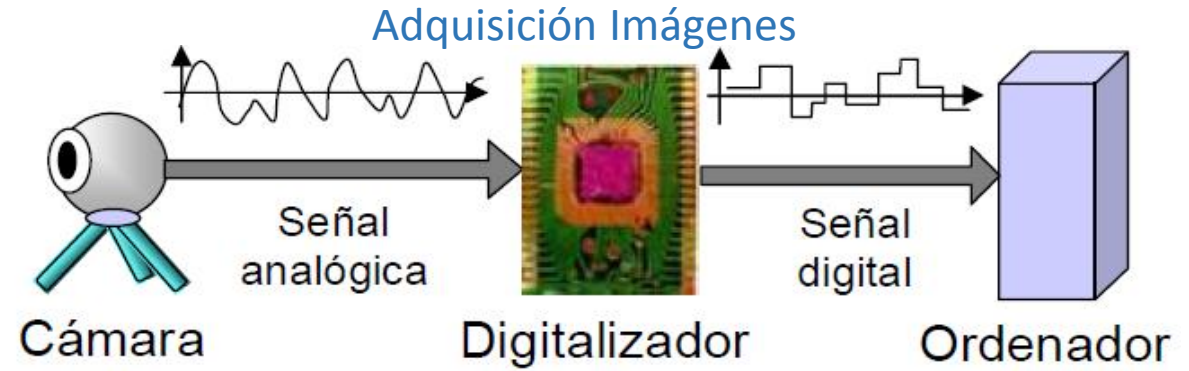 Adquisición Imágenes
Señal
analógica
Señal
digital
Cámara
Digitalizador
Ordenador